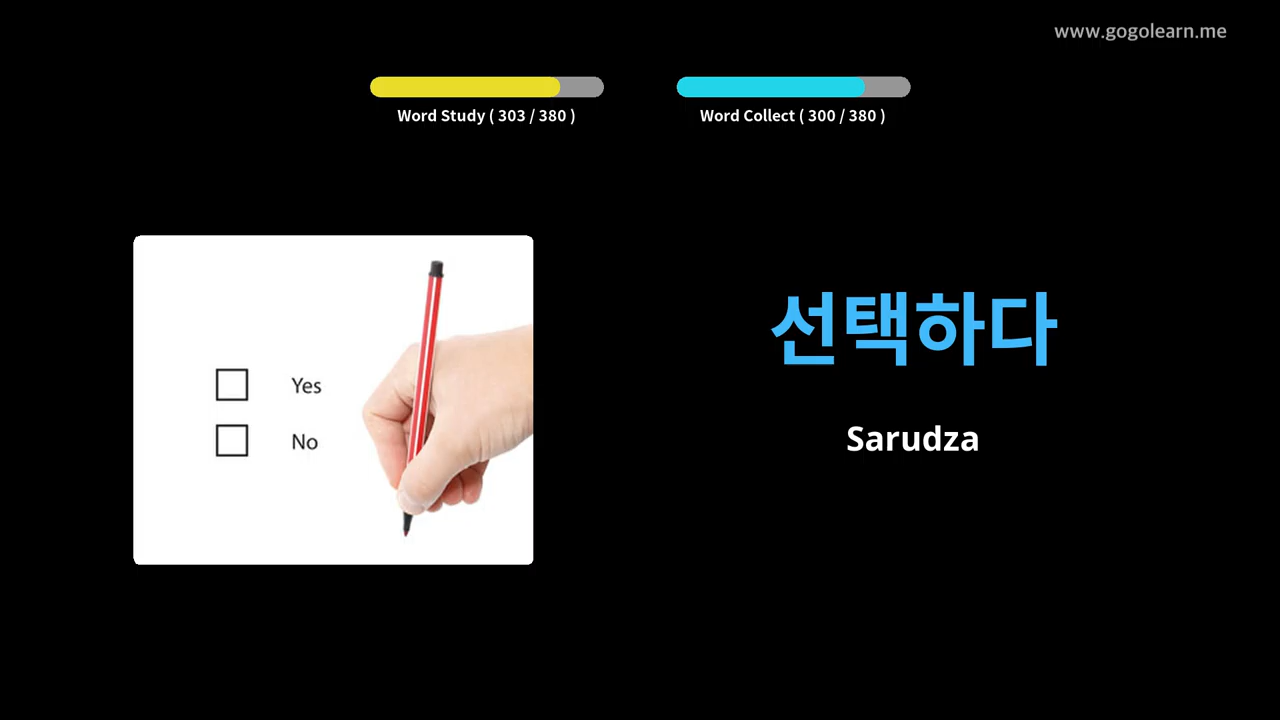 www.gogolearn.me
Word Study ( 303 / 380 )
Word Collect ( 300 / 380 )
Yes
No
선택하다
Sarudza